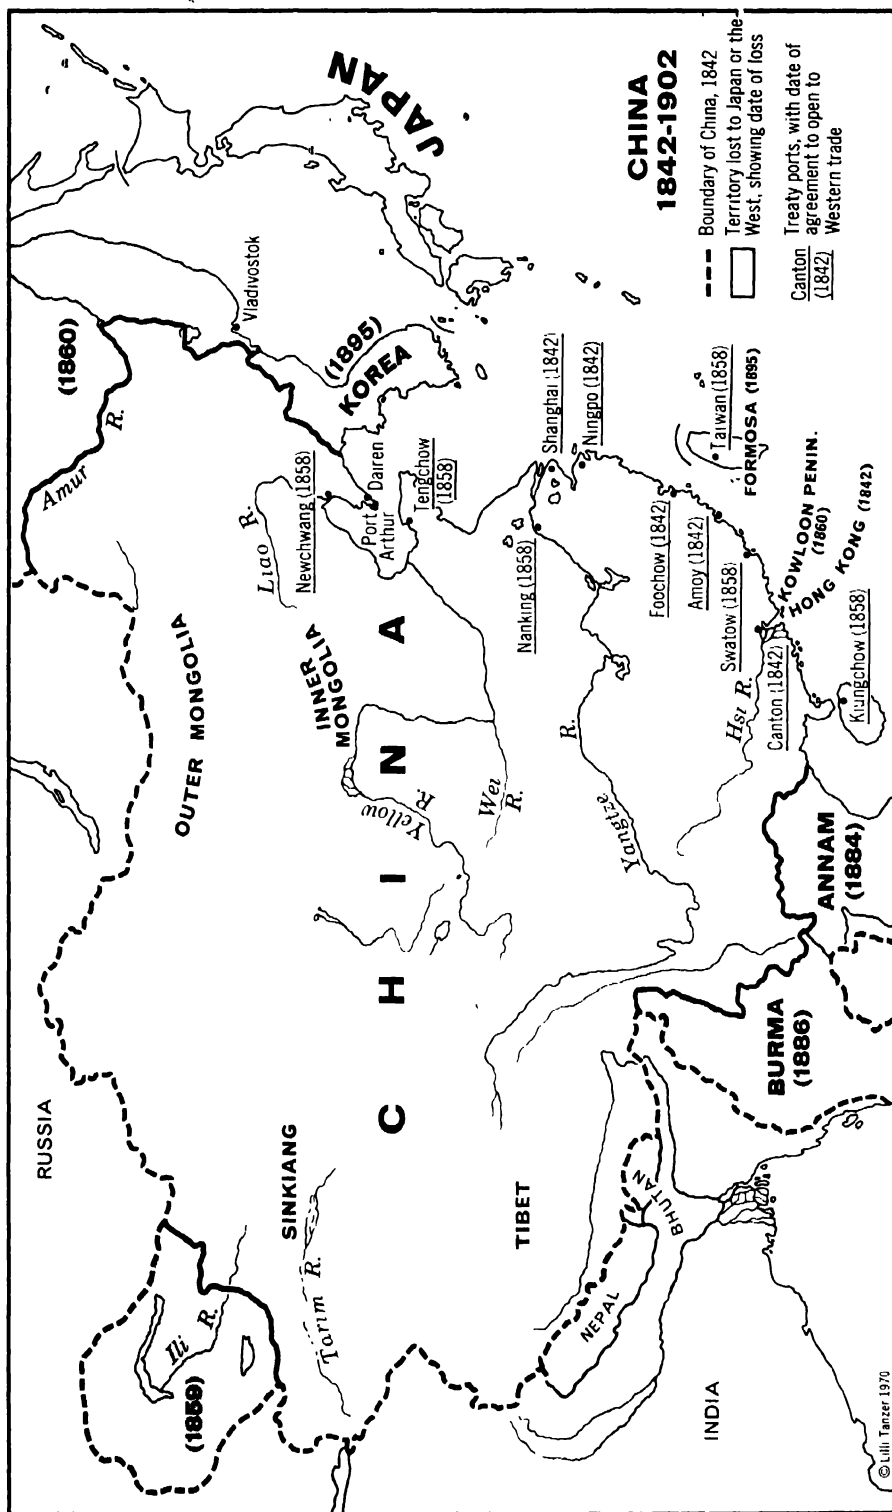 CHINA
1842-1902
Boundary of China, 1842
Territory lost to Japan or the
West, showing date of loss
Canton
(1842)
Treaty ports, with date of
agreement to open to
Western trade
JAPAN
RUSSIA
(1860)
Amur R.
Vladivostok
(1895)
KOREA
OUTER MONGOLIA
INNER
MONGOLIA
Liao R.
Newchwang (1858)
Dairen
Port
Arthur
Tengchow
(1858)
CHINA
Yellow R.
Wei R.
Yangtze R.
Nanking (1858)
Shanghai (1842)
Ningpo (1842)
Foochow (1842)
Amoy (1842)
Swatow (1858)
Taiwan (1858)
FORMOSA (1895)
KOWLOON PENIN.
(1860)
HONG KONG (1842)
Hsi R.
Canton (1842)
Kiungchow (1858)
(1859)
Ili R.
SINKIANG
Tarim R.
TIBET
NEPAL
BHUTAN
INDIA
BURMA
(1886)
ANNAM
(1884)
© Lilli Tanzer 1970